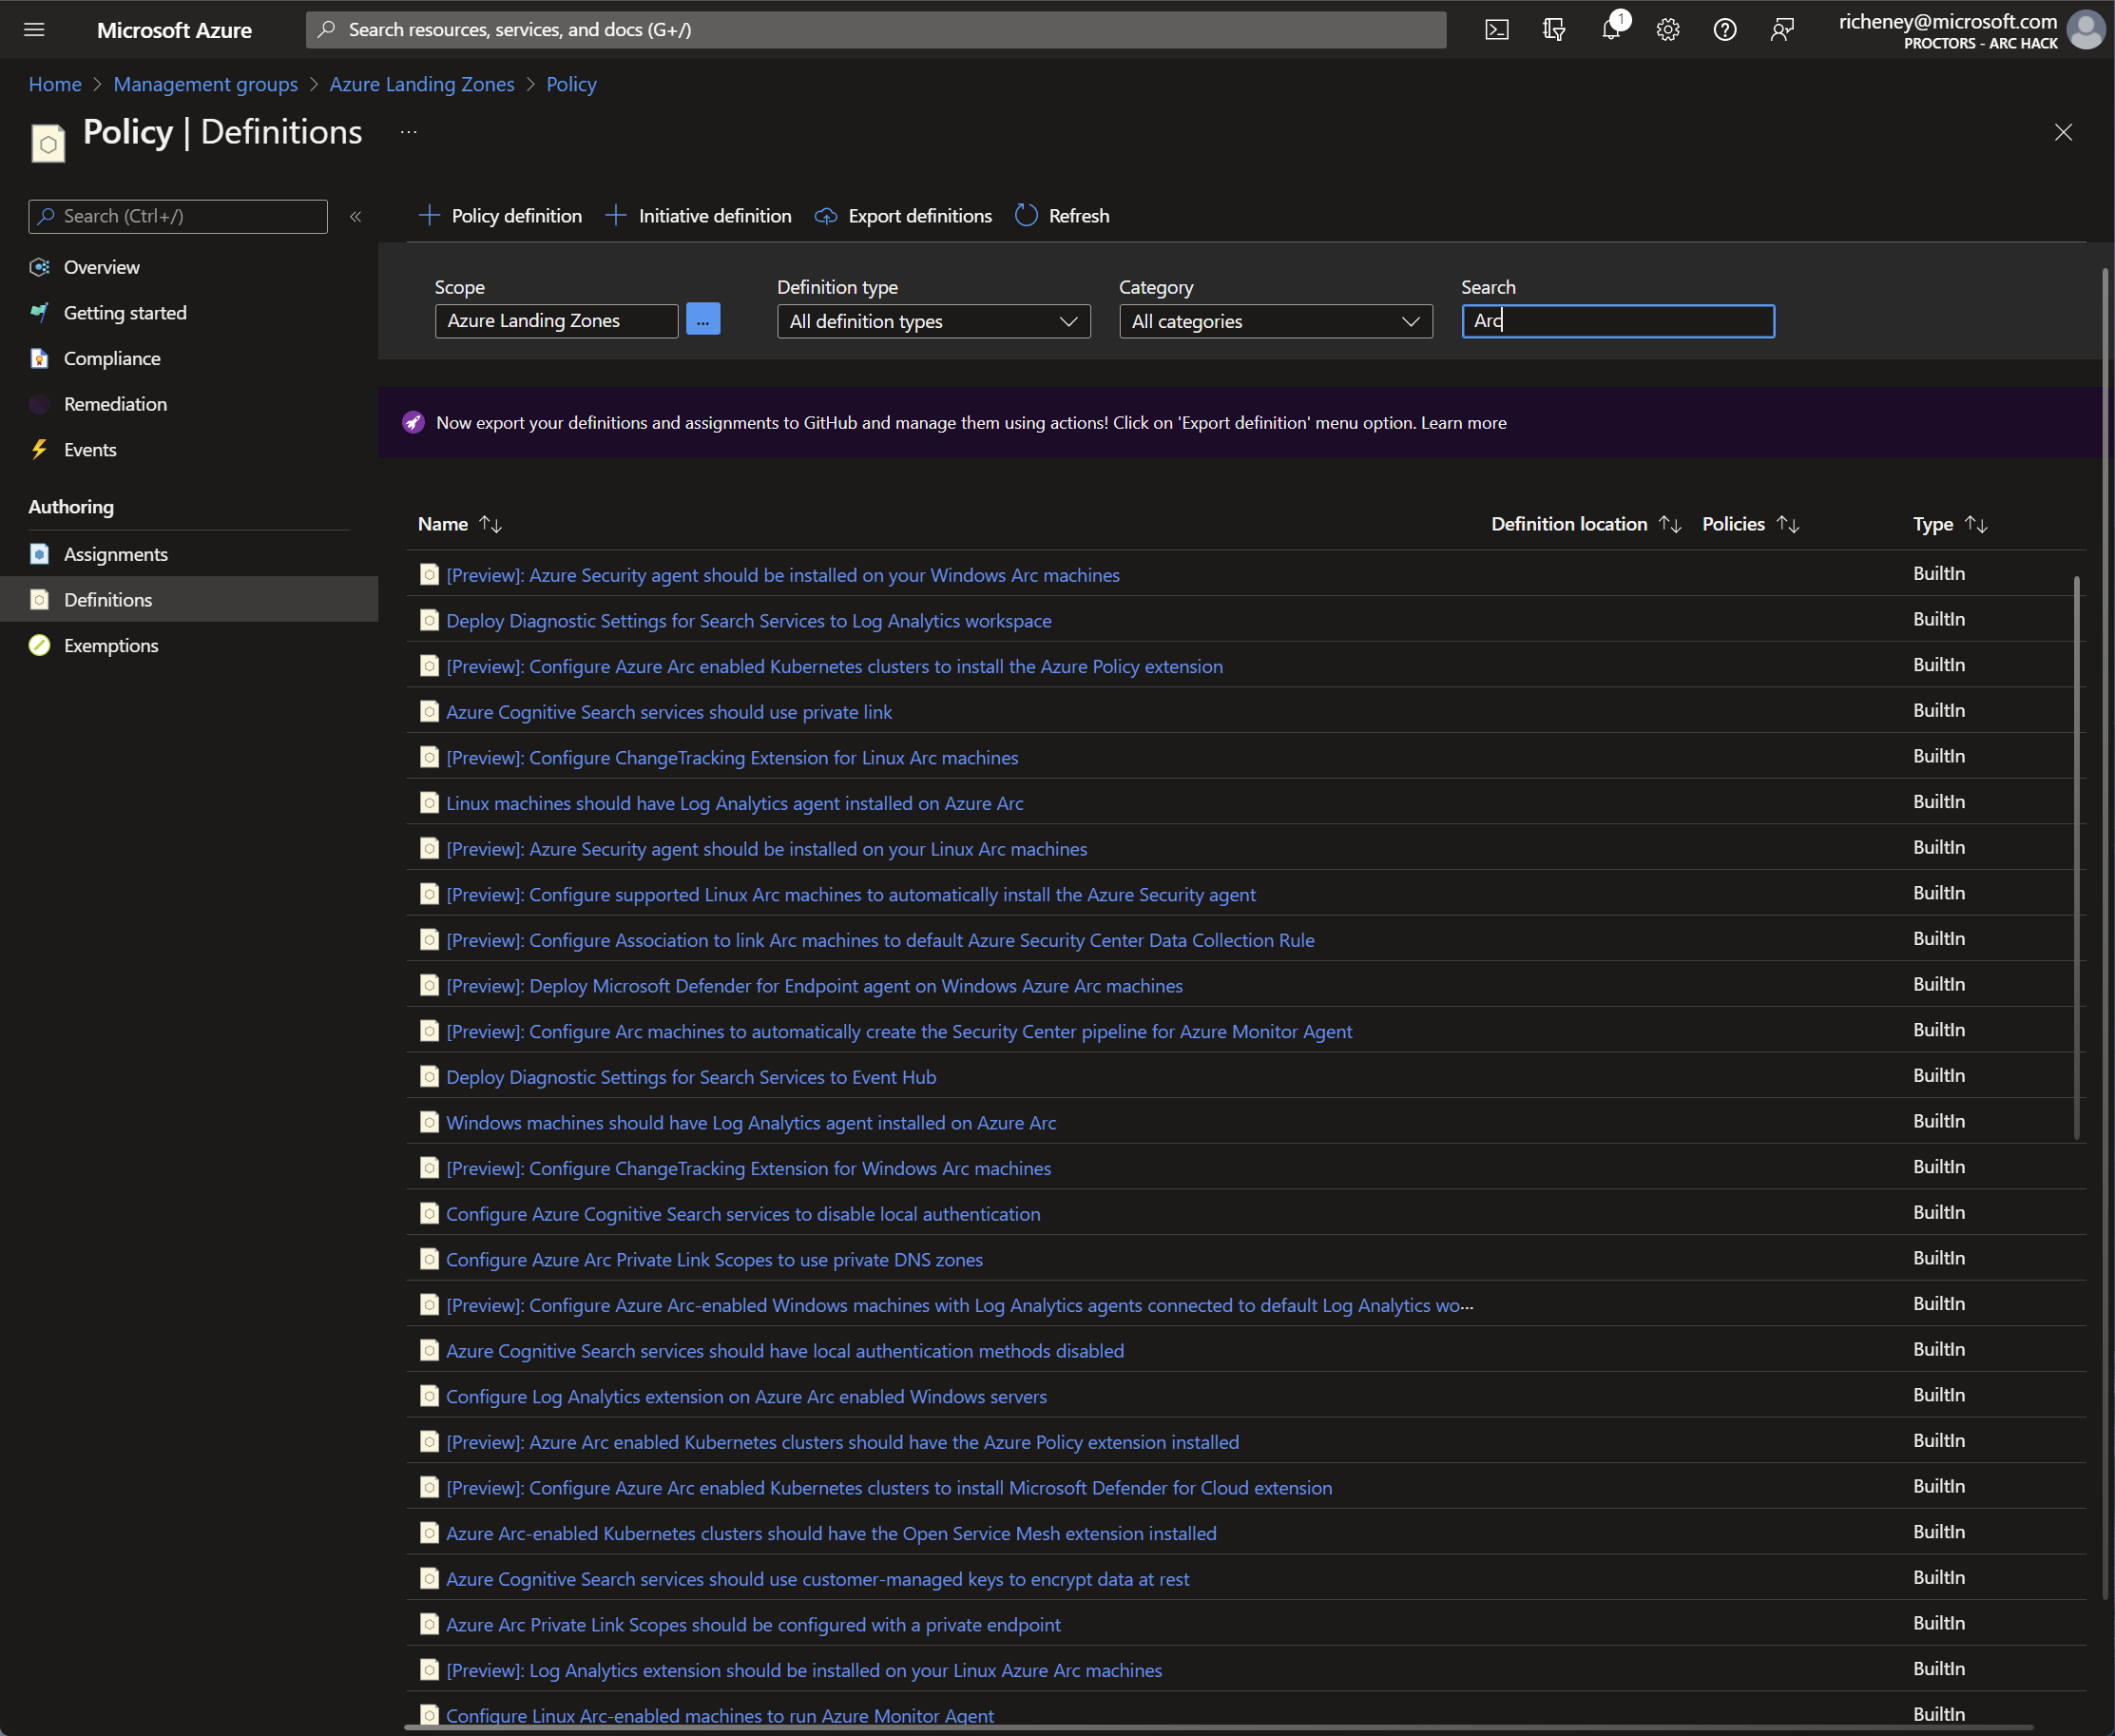 Microsoft Azure
Search resources, services, and docs (G+/)
1
richeney@microsoft.com
PROCTORS - ARC HACK
Home > Management groups > Azure Landing Zones > Policy
Policy | Definitions ...
Search (Ctrl+/) «
Policy definition Initiative definition Export definitions Refresh
Overview
Getting started
Compliance
Remediation
Events
Authoring
Assignments
Definitions
Exemptions
Scope Definition type Category Search
Azure Landing Zones ... All definition types All categories Arc
Now export your definitions and assignments to GitHub and manage them using actions! Click on 'Export definition' menu option. Learn more
Name ↑↓ Definition location ↑↓ Policies ↑↓ Type ↑↓
[Preview]: Azure Security agent should be installed on your Windows Arc machines BuiltIn
Deploy Diagnostic Settings for Search Services to Log Analytics workspace BuiltIn
[Preview]: Configure Azure Arc enabled Kubernetes clusters to install the Azure Policy extension BuiltIn
Azure Cognitive Search services should use private link BuiltIn
[Preview]: Configure ChangeTracking Extension for Linux Arc machines BuiltIn
Linux machines should have Log Analytics agent installed on Azure Arc BuiltIn
[Preview]: Azure Security agent should be installed on your Linux Arc machines BuiltIn
[Preview]: Configure supported Linux Arc machines to automatically install the Azure Security agent BuiltIn
[Preview]: Configure Association to link Arc machines to default Azure Security Center Data Collection Rule BuiltIn
[Preview]: Deploy Microsoft Defender for Endpoint agent on Windows Azure Arc machines BuiltIn
[Preview]: Configure Arc machines to automatically create the Security Center pipeline for Azure Monitor Agent BuiltIn
Deploy Diagnostic Settings for Search Services to Event Hub BuiltIn
Windows machines should have Log Analytics agent installed on Azure Arc BuiltIn
[Preview]: Configure ChangeTracking Extension for Windows Arc machines BuiltIn
Configure Azure Cognitive Search services to disable local authentication BuiltIn
Configure Azure Arc Private Link Scopes to use private DNS zones BuiltIn
[Preview]: Configure Azure Arc-enabled Windows machines with Log Analytics agents connected to default Log Analytics wo... BuiltIn
Azure Cognitive Search services should have local authentication methods disabled BuiltIn
Configure Log Analytics extension on Azure Arc enabled Windows servers BuiltIn
[Preview]: Azure Arc enabled Kubernetes clusters should have the Azure Policy extension installed BuiltIn
[Preview]: Configure Azure Arc enabled Kubernetes clusters to install Microsoft Defender for Cloud extension BuiltIn
Azure Arc-enabled Kubernetes clusters should have the Open Service Mesh extension installed BuiltIn
Azure Cognitive Search services should use customer-managed keys to encrypt data at rest BuiltIn
Azure Arc Private Link Scopes should be configured with a private endpoint BuiltIn
[Preview]: Log Analytics extension should be installed on your Linux Azure Arc machines BuiltIn
Configure Linux Arc-enabled machines to run Azure Monitor Agent BuiltIn